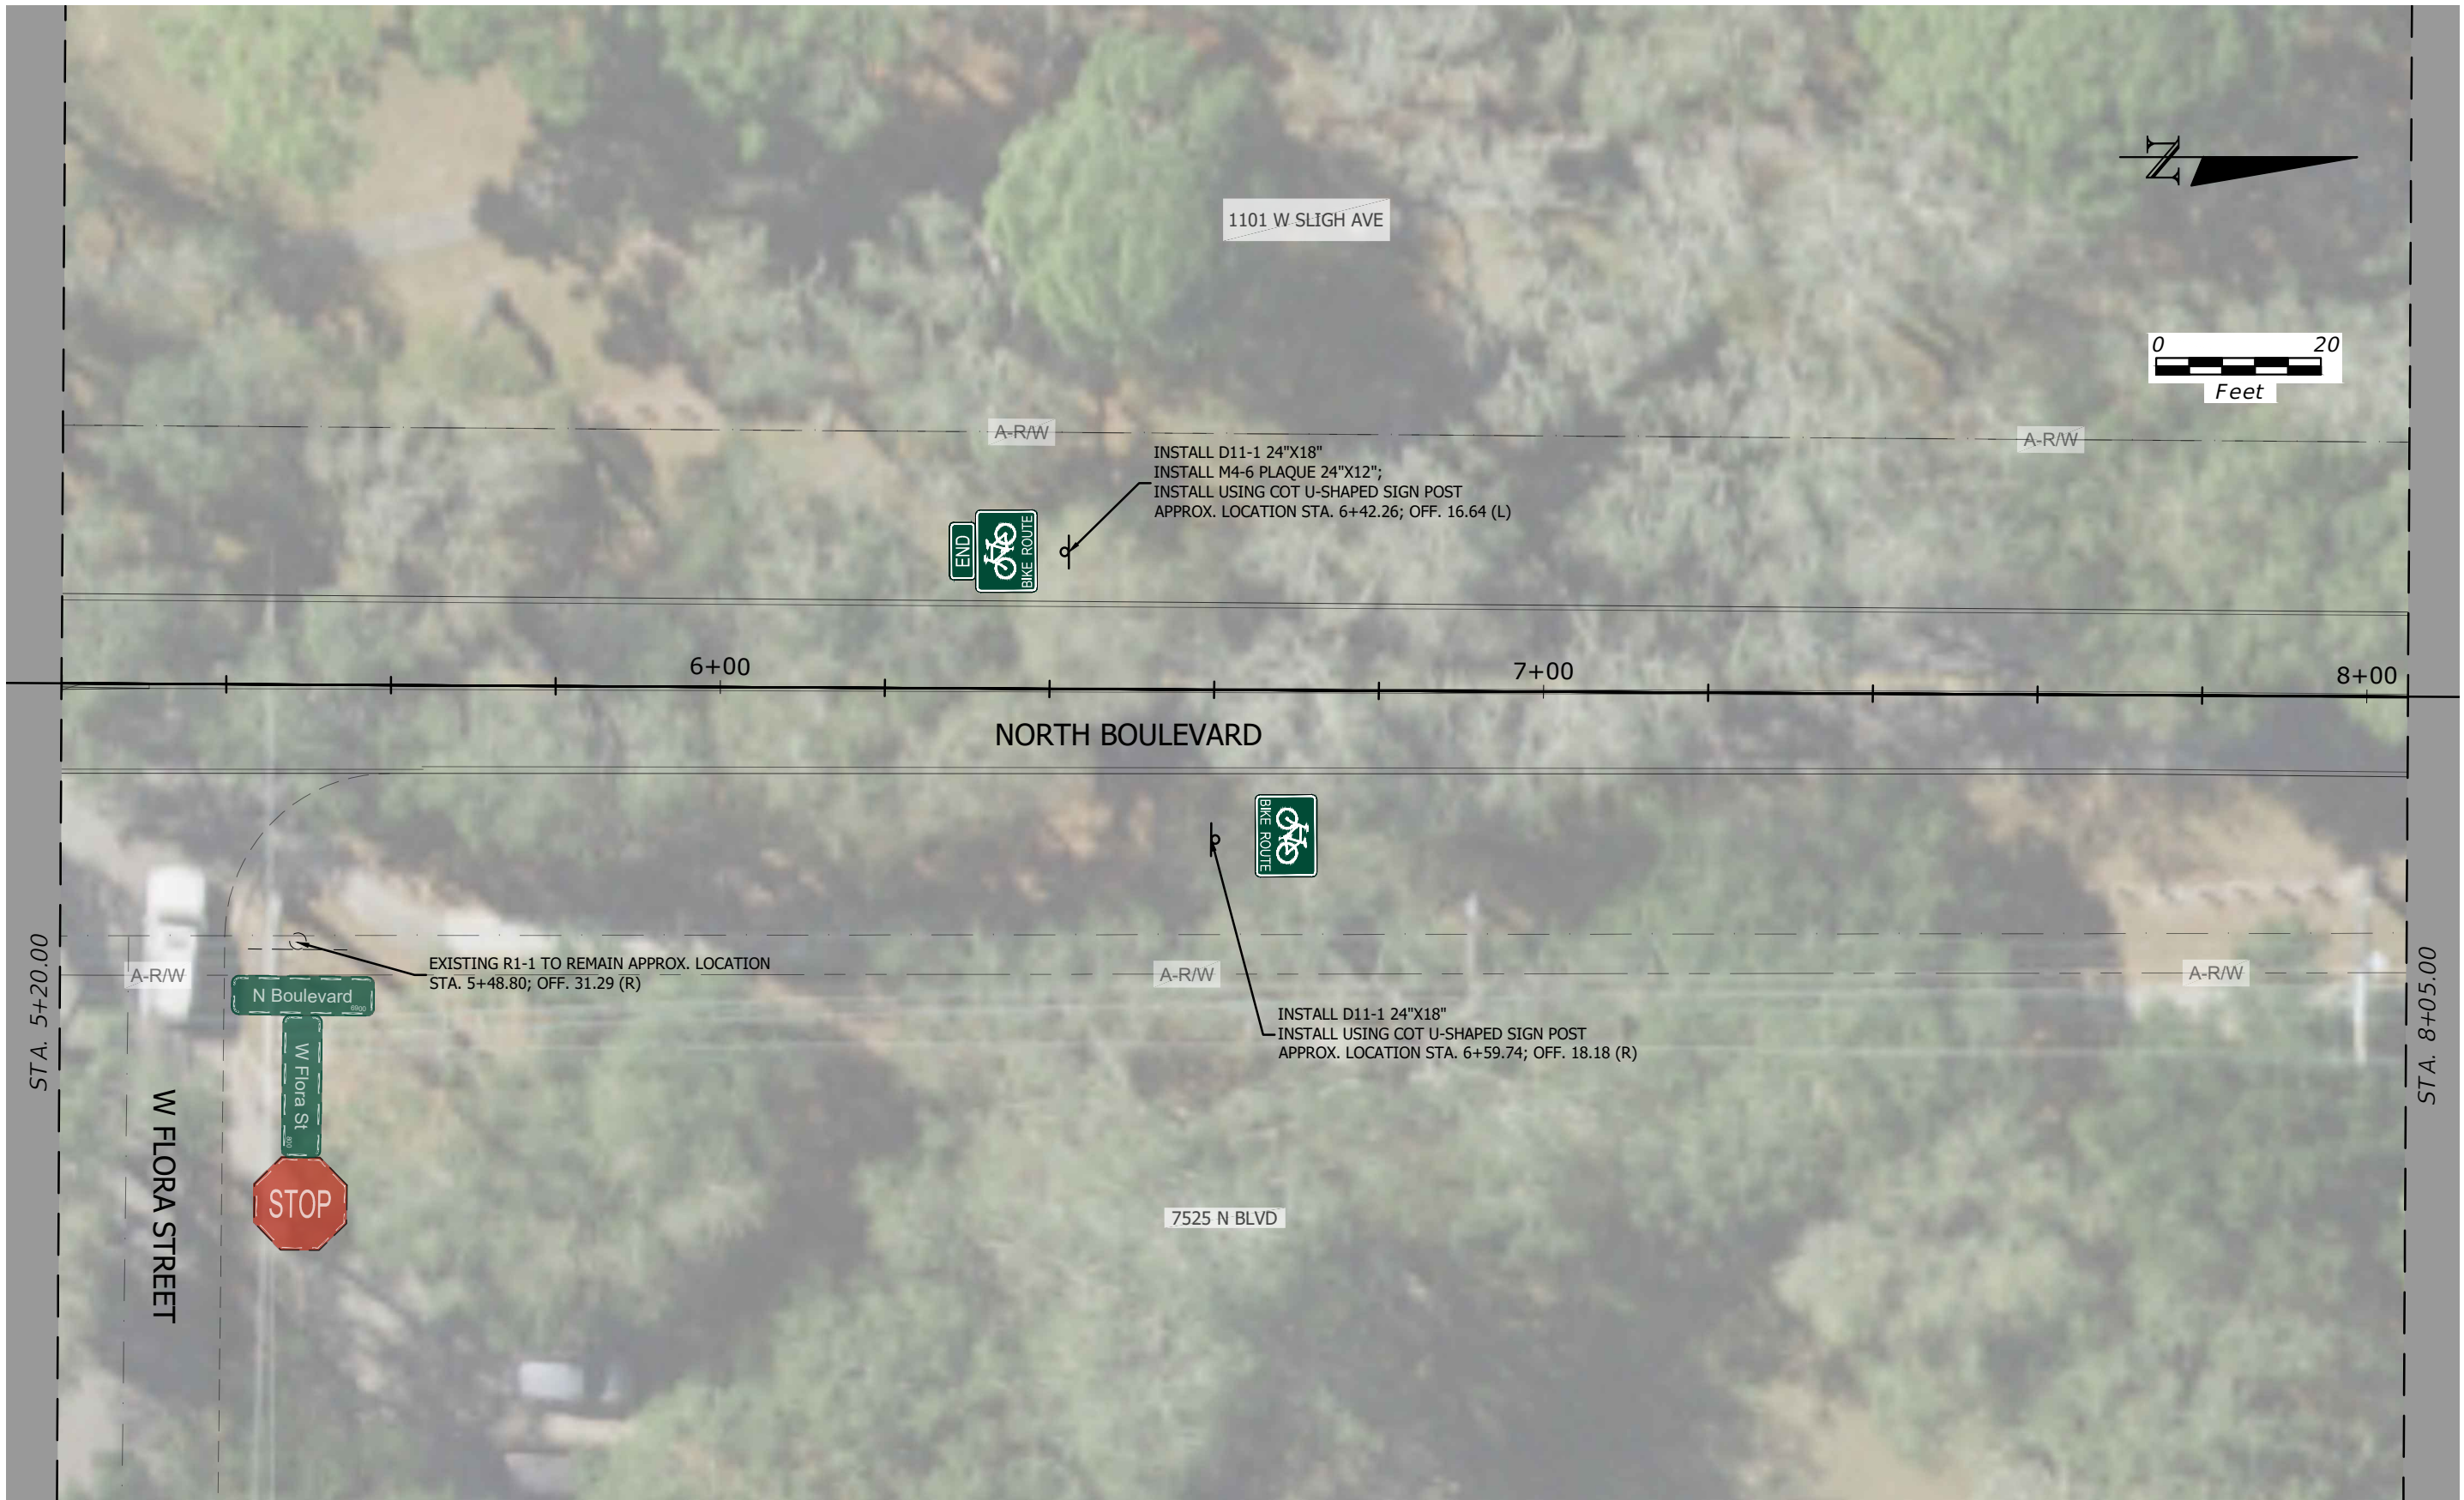 N
1101 W SLIGH AVE
0 20
Feet
A-R/W
A-R/W
INSTALL D11-1 24"X18"
INSTALL M4-6 PLAQUE 24"X12";
INSTALL USING COT U-SHAPED SIGN POST
APPROX. LOCATION STA. 6+42.26; OFF. 16.64 (L)
END
BIKE ROUTE
6+00
7+00
8+00
NORTH BOULEVARD
BIKE ROUTE
EXISTING R1-1 TO REMAIN APPROX. LOCATION
STA. 5+48.80; OFF. 31.29 (R)
A-R/W
A-R/W
A-R/W
N Boulevard
6900
W Flora St
800
STOP
INSTALL D11-1 24"X18"
INSTALL USING COT U-SHAPED SIGN POST
APPROX. LOCATION STA. 6+59.74; OFF. 18.18 (R)
STA. 5+20.00
STA. 8+05.00
W FLORA STREET
7525 N BLVD